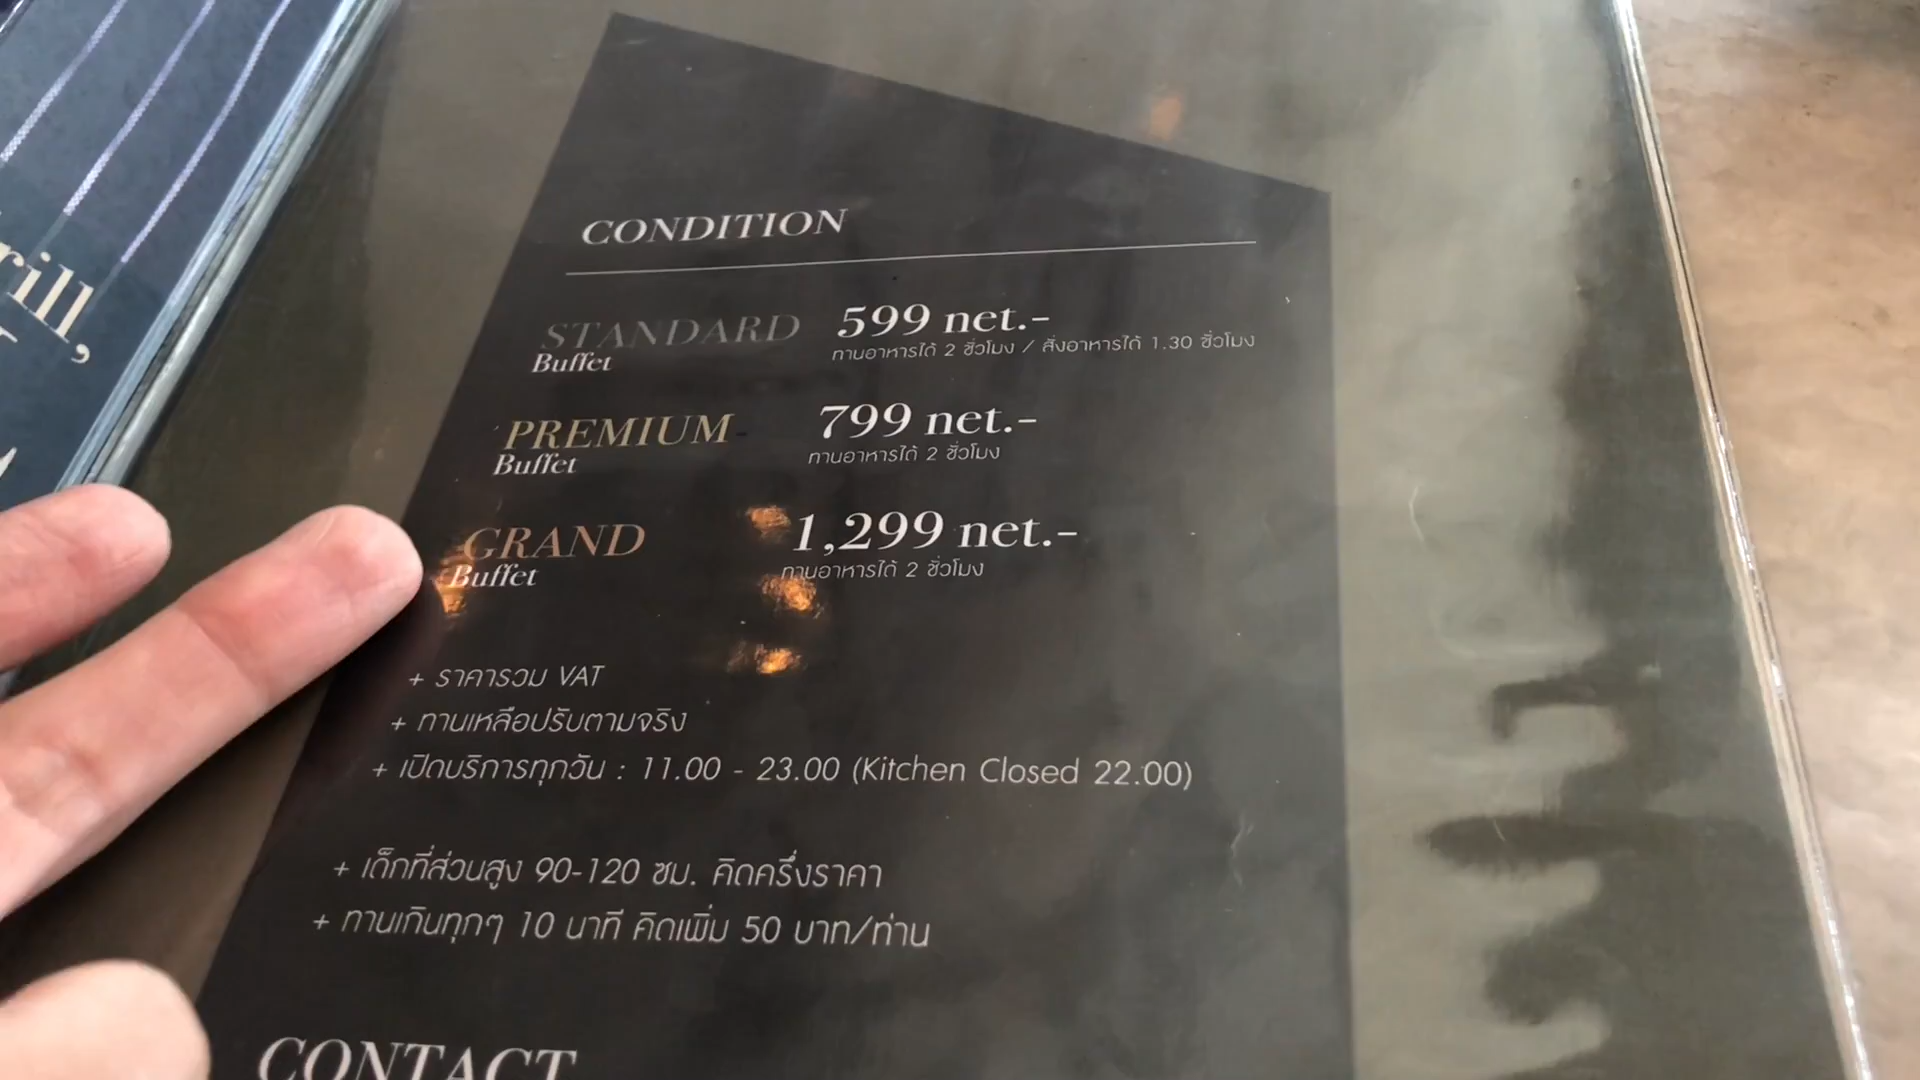 rill,
CONDITION
STANDARD 599 net.-
Buffet ทานอาหารได้ 2 ชั่วโมง / สั่งอาหารได้ 1.30 ชั่วโมง
PREMIUM 799 net.-
Buffet ทานอาหารได้ 2 ชั่วโมง
GRAND 1,299 net.-
Buffet ทานอาหารได้ 2 ชั่วโมง
+ ราคารวม VAT
+ ทานเหลือปรับตามจริง
+ เปิดบริการทุกวัน : 11.00 - 23.00 (Kitchen Closed 22.00)
+ เด็กที่ส่วนสูง 90-120 ซม. คิดครึ่งราคา
+ ทานเกินทุกๆ 10 นาที คิดเพิ่ม 50 บาท/ท่าน
CONTACT